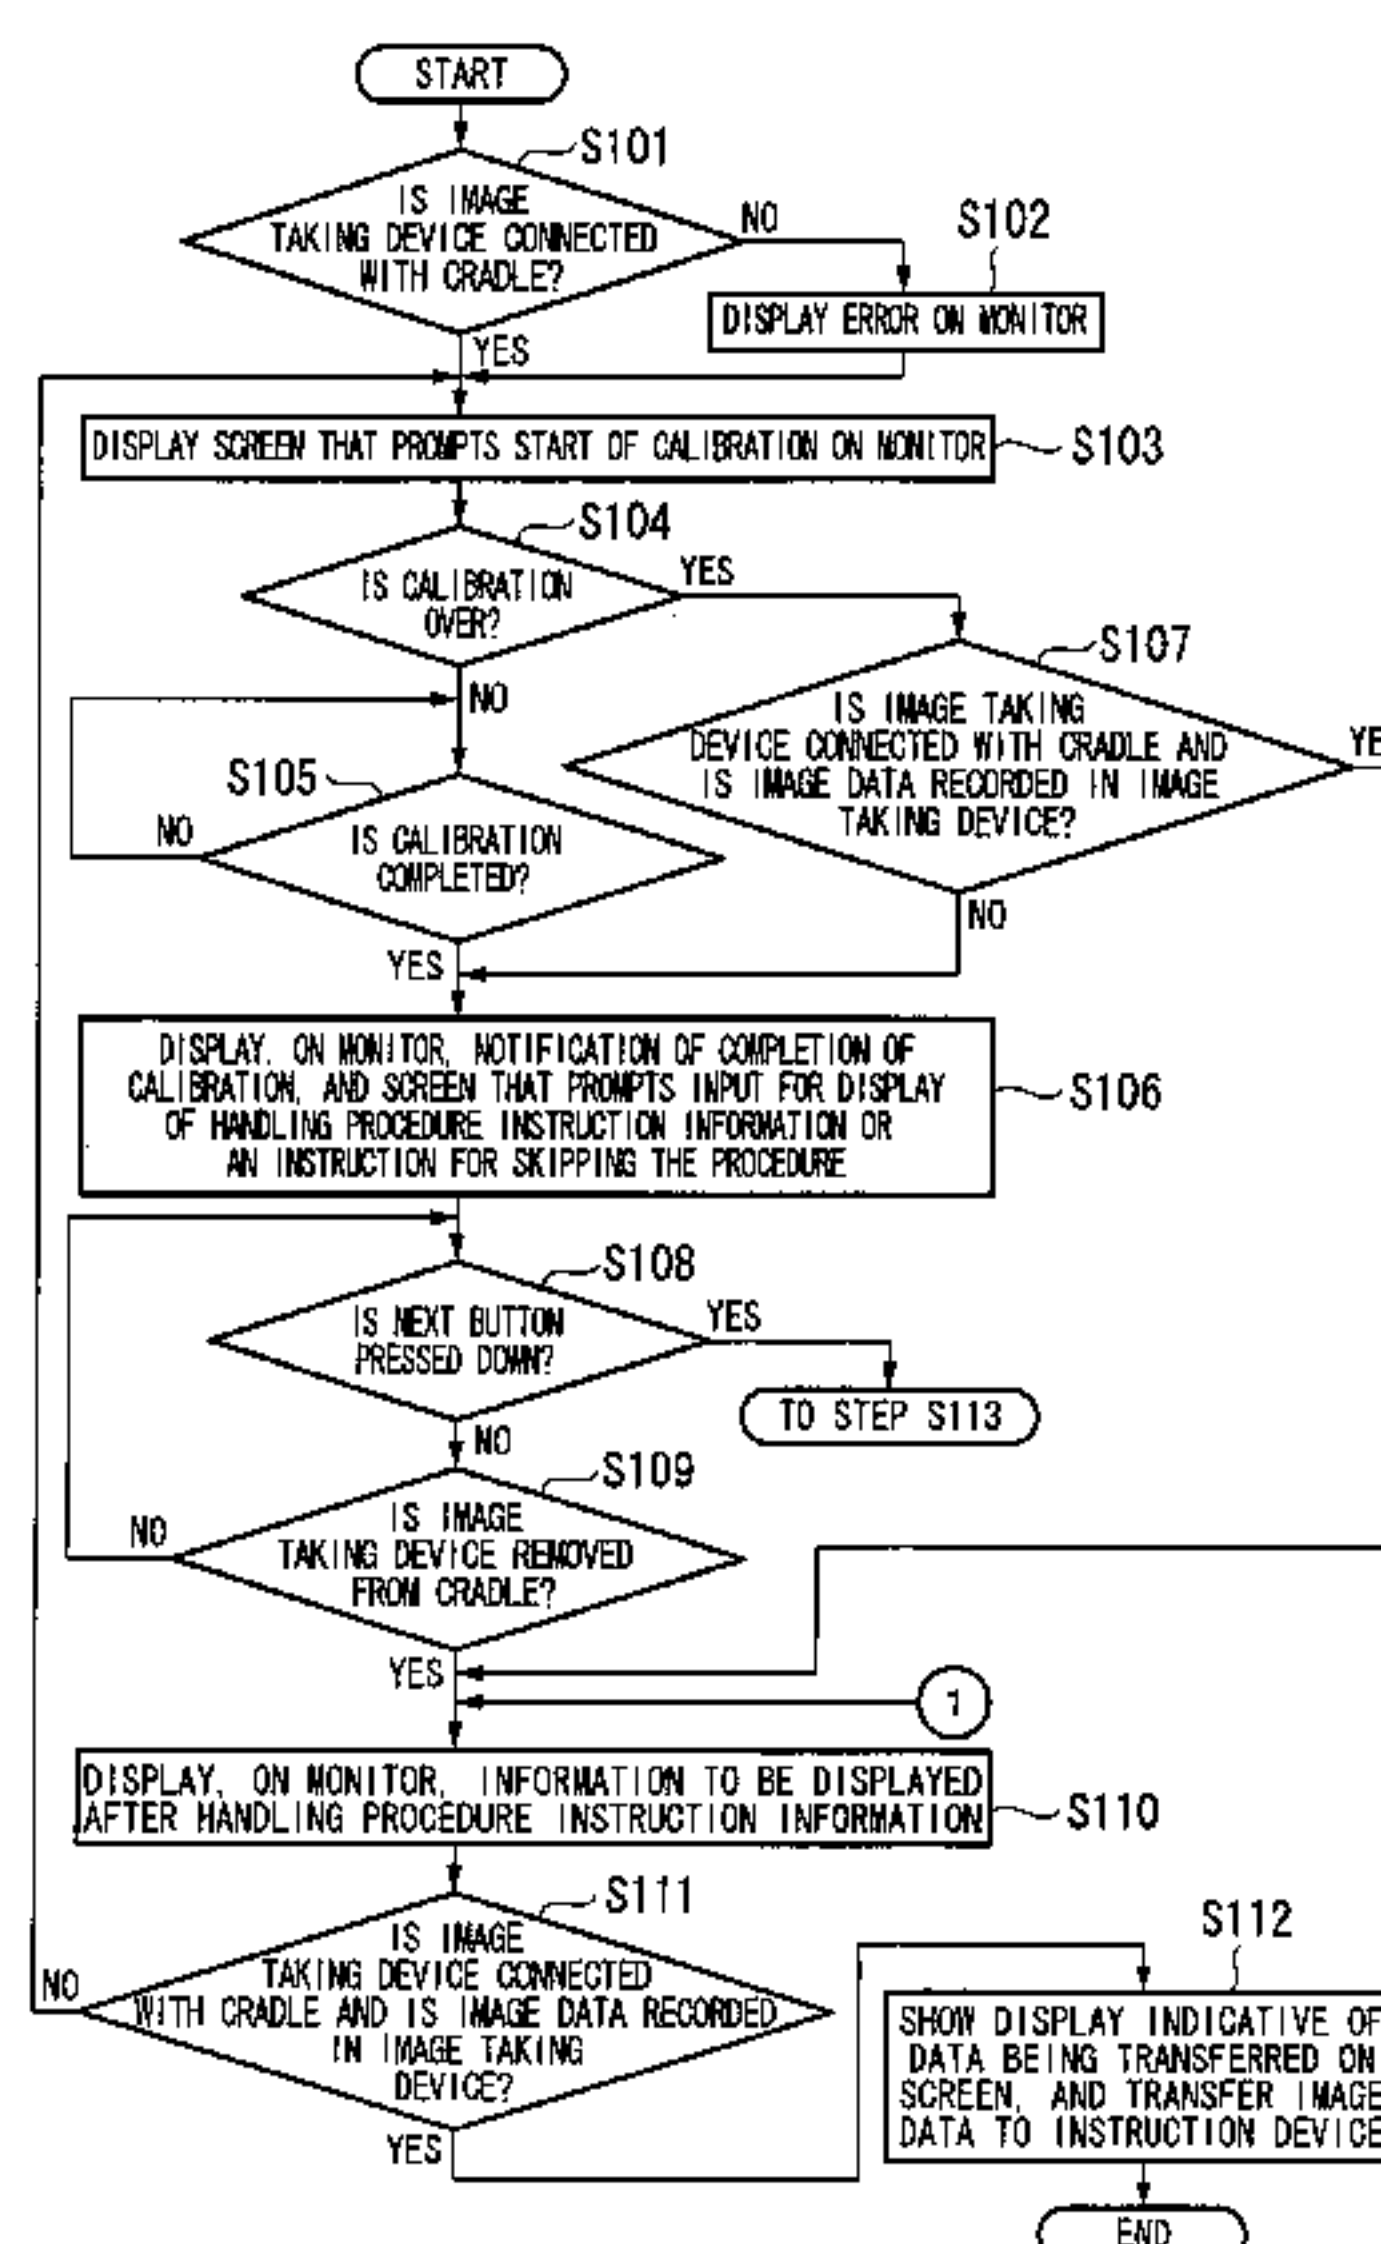 START
S101
IS IMAGE
TAKING DEVICE CONNECTED
WITH CRADLE?
NO
S102
DISPLAY ERROR ON MONITOR
YES
DISPLAY SCREEN THAT PROMPTS START OF CALIBRATION ON MONITOR
S103
S104
IS CALIBRATION
OVER?
YES
NO
S107
IS IMAGE TAKING
DEVICE CONNECTED WITH CRADLE AND
IS IMAGE DATA RECORDED IN IMAGE
TAKING DEVICE?
YE
NO
S105
NO
IS CALIBRATION
COMPLETED?
YES
DISPLAY, ON MONITOR, NOTIFICATION OF COMPLETION OF
CALIBRATION, AND SCREEN THAT PROMPTS INPUT FOR DISPLAY
OF HANDLING PROCEDURE INSTRUCTION INFORMATION OR
AN INSTRUCTION FOR SKIPPING THE PROCEDURE
S106
S108
IS NEXT BUTTON
PRESSED DOWN?
YES
TO STEP S113
NO
S109
NO
IS IMAGE
TAKING DEVICE REMOVED
FROM CRADLE?
YES
1
DISPLAY, ON MONITOR, INFORMATION TO BE DISPLAYED
AFTER HANDLING PROCEDURE INSTRUCTION INFORMATION
S110
S111
IS IMAGE
TAKING DEVICE CONNECTED
WITH CRADLE AND IS IMAGE DATA RECORDED
IN IMAGE TAKING
DEVICE?
NO
YES
S112
SHOW DISPLAY INDICATIVE OF
DATA BEING TRANSFERRED ON
SCREEN, AND TRANSFER IMAGE
DATA TO INSTRUCTION DEVICE
END